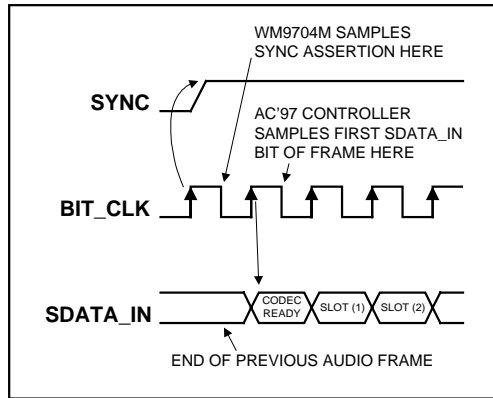 WM9704M SAMPLES
SYNC ASSERTION HERE
SYNC
AC'97 CONTROLLER
SAMPLES FIRST SDATA_IN
BIT OF FRAME HERE
BIT_CLK
SDATA_IN
CODEC
READY
SLOT (1)
SLOT (2)
END OF PREVIOUS AUDIO FRAME